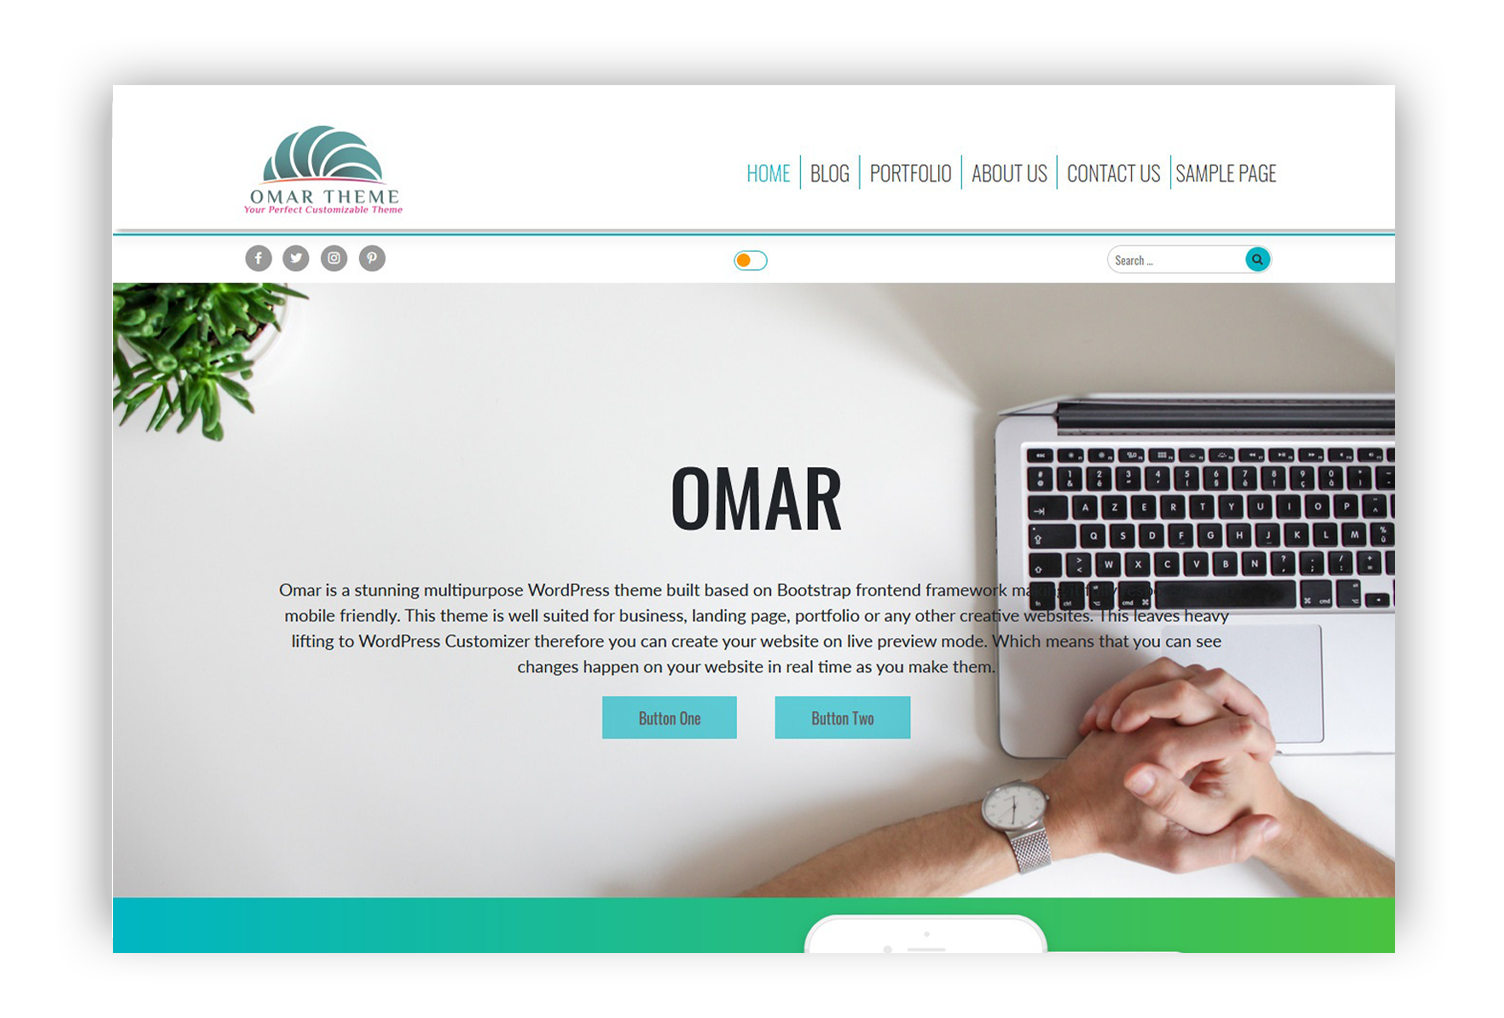 OMAR THEME
Your Perfect Customizable Theme
HOME
BLOG
PORTFOLIO
ABOUT US
CONTACT US
SAMPLE PAGE
Search ...
OMAR
Omar is a stunning multipurpose WordPress theme built based on Bootstrap frontend framework making it fully
mobile friendly. This theme is well suited for business, landing page, portfolio or any other creative websites. This leaves heavy
lifting to WordPress Customizer therefore you can create your website on live preview mode. Which means that you can see
changes happen on your website in real time as you make them.
Button One
Button Two
A Z E R T Y U I O P
Q S D F G H J K L M
W X C V B N